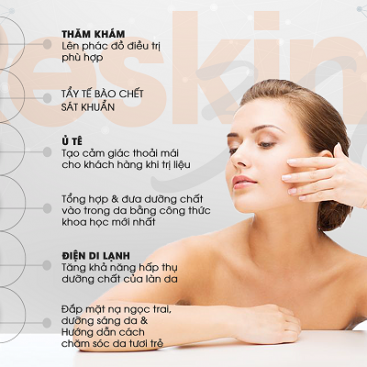 Reskin
THĂM KHÁM
Lên phác đồ điều trị
phù hợp
TẨY TẾ BÀO CHẾT
SÁT KHUẨN
Ủ TÊ
Tạo cảm giác thoải mái
cho khách hàng khi trị liệu
Tổng hợp & đưa dưỡng chất
vào trong da bằng công thức
khoa học mới nhất
ĐIỆN DI LẠNH
Tăng khả năng hấp thụ
dưỡng chất của làn da
Đắp mặt nạ ngọc trai,
dưỡng sáng da &
Hướng dẫn cách
chăm sóc da tươi trẻ